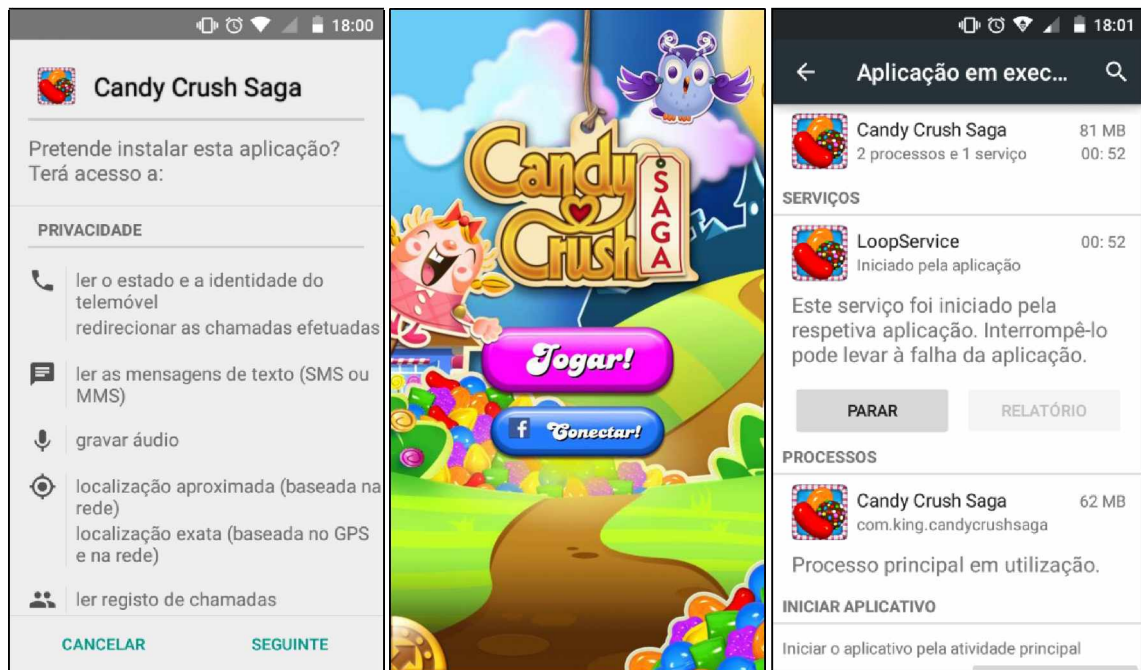 18:00
Candy Crush Saga
Pretende instalar esta aplicação?
Terá acesso a:
PRIVACIDADE
ler o estado e a identidade do
telemóvel
redirecionar as chamadas efetuadas
ler as mensagens de texto (SMS ou
MMS)
gravar áudio
localização aproximada (baseada na
rede)
localização exata (baseada no GPS
e na rede)
ler registo de chamadas
CANCELAR SEGUINTE
Candy
Crush
SAGA
Jogar!
f Conectar!
18:01
Aplicação em exec...
Candy Crush Saga 81 MB
2 processos e 1 serviço 00: 52
SERVIÇOS
LoopService 00: 52
Iniciado pela aplicação
Este serviço foi iniciado pela
respetiva aplicação. Interrompê-lo
pode levar à falha da aplicação.
PARAR RELATÓRIO
PROCESSOS
Candy Crush Saga 62 MB
com.king.candycrushsaga
Processo principal em utilização.
INICIAR APLICATIVO
Iniciar o aplicativo pela atividade principal